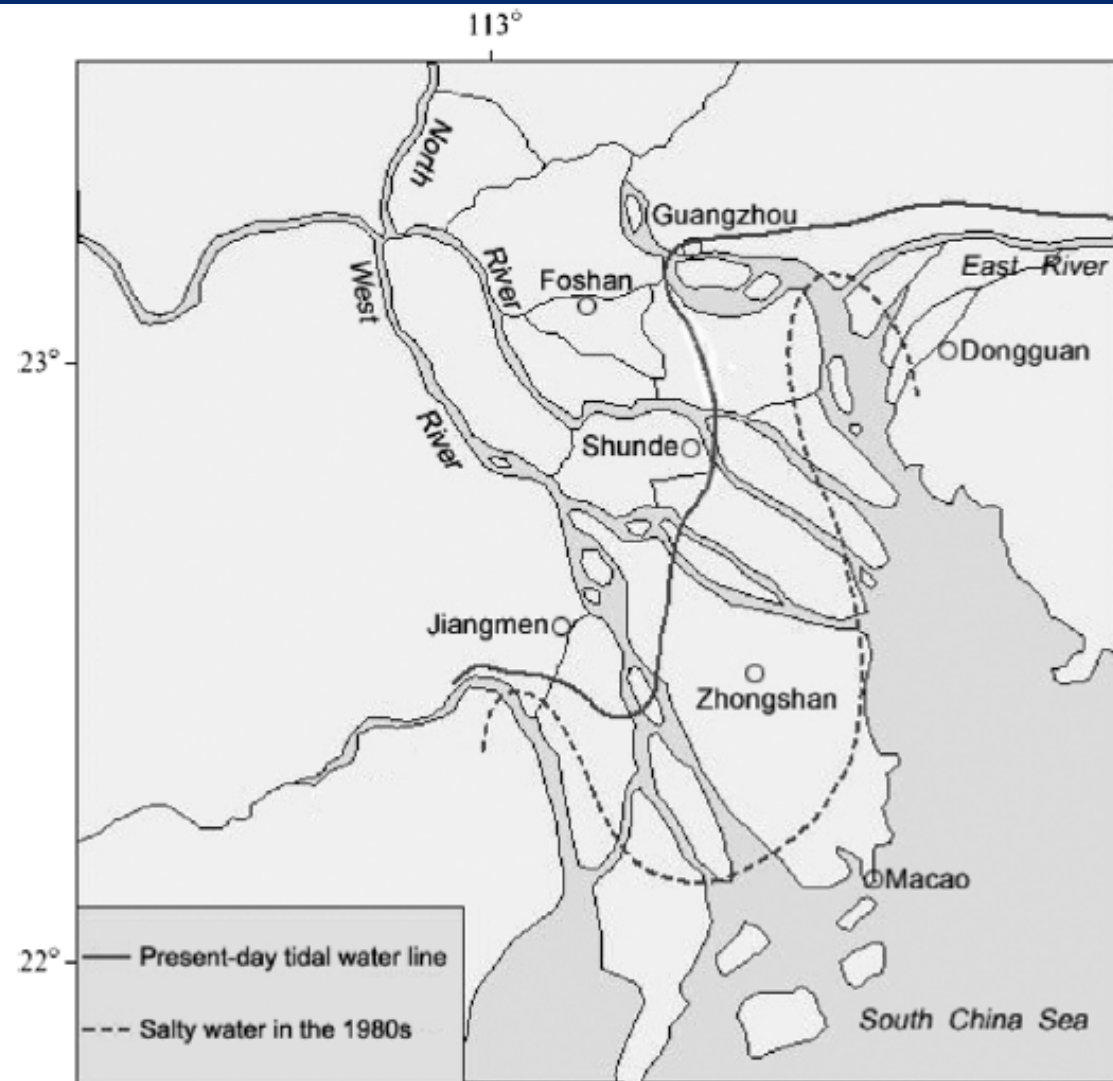 113°
North
Guangzhou
River
Foshan
East River
West
23°
Dongguan
River
Shunde
Jiangmen
Zhongshan
Macao
Present-day tidal water line
22°
Salty water in the 1980s
South China Sea